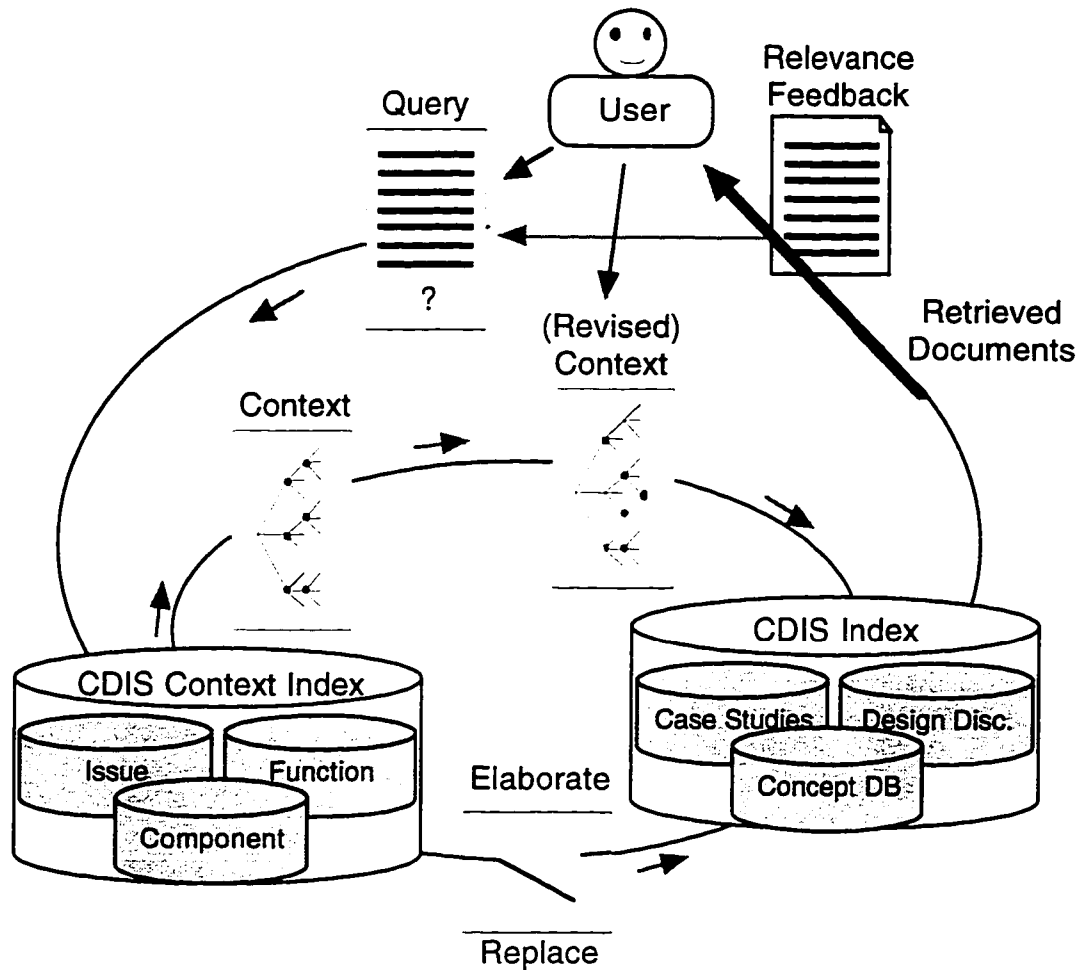 Relevance
Feedback
Query
User
?
(Revised)
Context
Retrieved
Documents
Context
CDIS Index
CDIS Context Index
Case Studies
Design Disc.
Issue
Function
Elaborate
Concept DB
Component
Replace